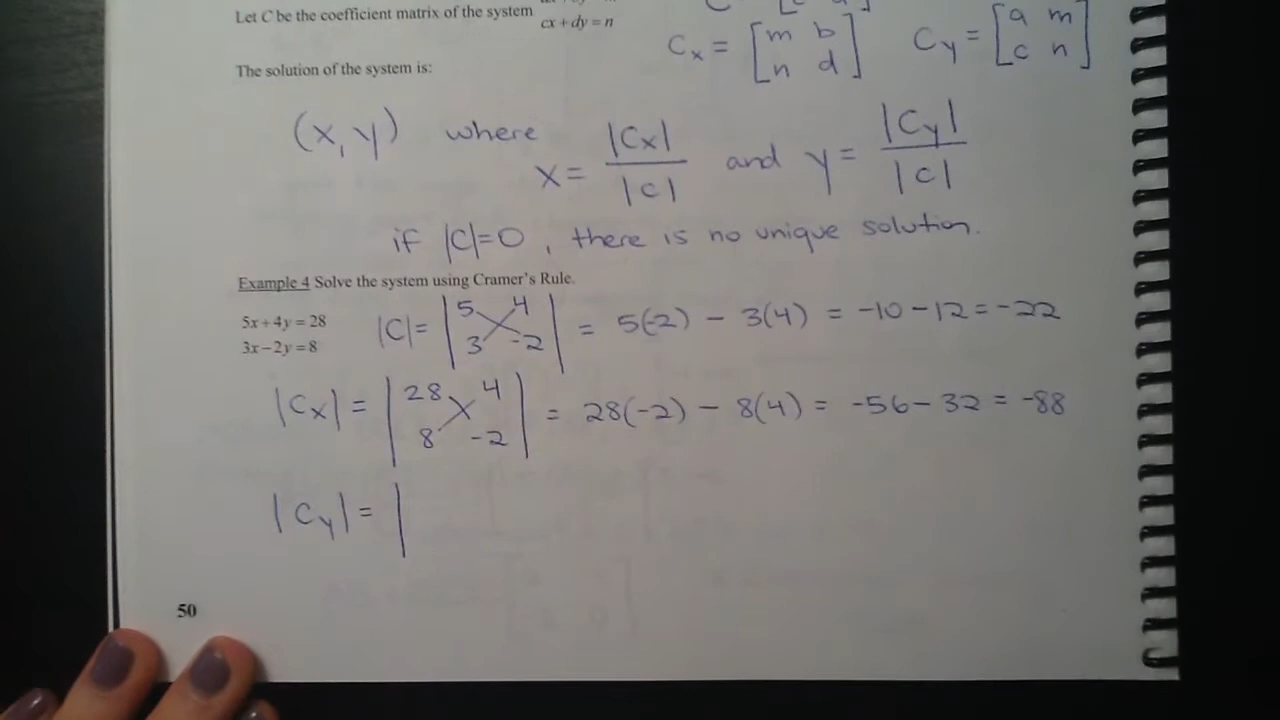 Let C be the coefficient matrix of the system
cx + dy = n
Cx = [m b
n d]
Cy = [a m
c n]
The solution of the system is:
(x, y) where x = |Cx| / |C| and y = |Cy| / |C|
if |C|=0, there is no unique solution.
Example 4 Solve the system using Cramer's Rule.
5x + 4y = 28
3x – 2y = 8
|C| = |5 4
3 -2| = 5(-2) - 3(4) = -10 - 12 = -22
|Cx| = |28 4
8 -2| = 28(-2) - 8(4) = -56 - 32 = -88
|Cy| = |
50